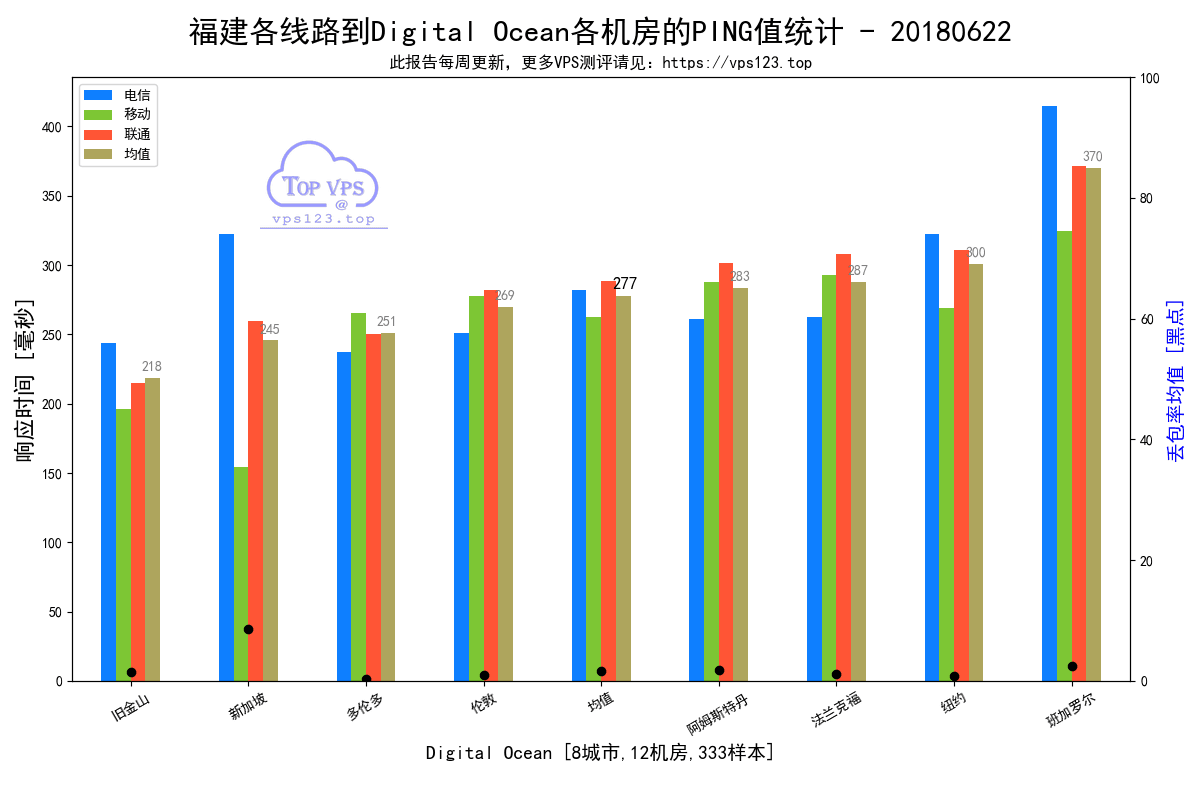 福建各线路到Digital Ocean各机房的PING值统计 - 20180622
此报告每周更新，更多VPS测评请见：https://vps123.top
电信
移动
联通
均值
TOP VPS
@
vps123.top
响应时间 [毫秒]
400
350
300
250
200
150
100
50
0
218
245
251
269
277
283
287
300
370
100
80
60
40
20
0
丢包率均值 [黑点]
旧金山
新加坡
多伦多
伦敦
均值
阿姆斯特丹
法兰克福
纽约
班加罗尔
Digital Ocean [8城市,12机房,333样本]